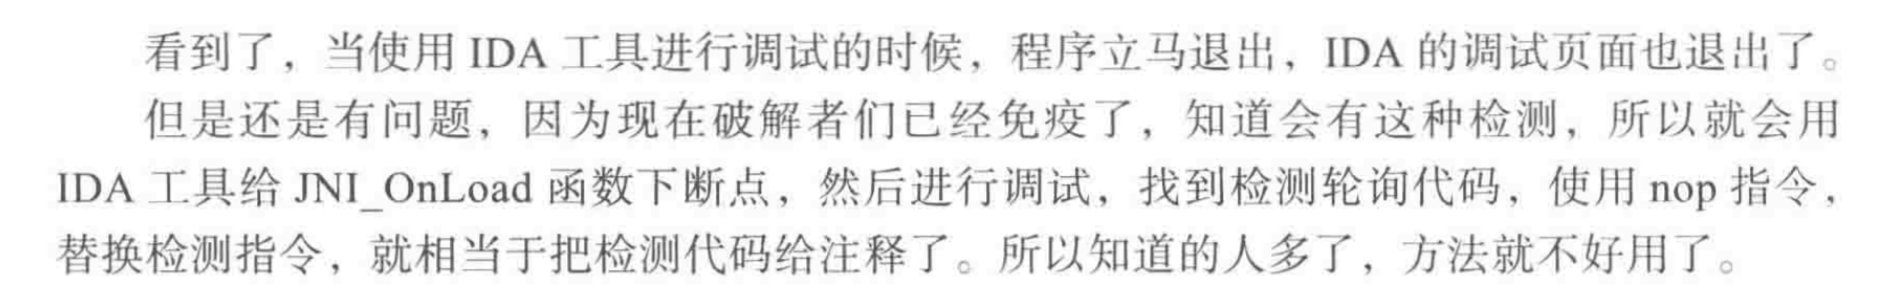 看到了，当使用 IDA 工具进行调试的时候，程序立马退出，IDA 的调试页面也退出了。
但是还是有问题，因为现在破解者们已经免疫了，知道会有这种检测，所以就会用
IDA 工具给 JNI_OnLoad 函数下断点，然后进行调试，找到检测轮询代码，使用 nop 指令，
替换检测指令，就相当于把检测代码给注释了。所以知道的人多了，方法就不好用了。